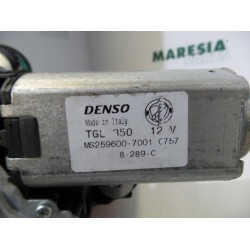 MARESIA
DENSO
Made in Italy
TGL 350 12 V
MS259600-7001 C757
8-289-C